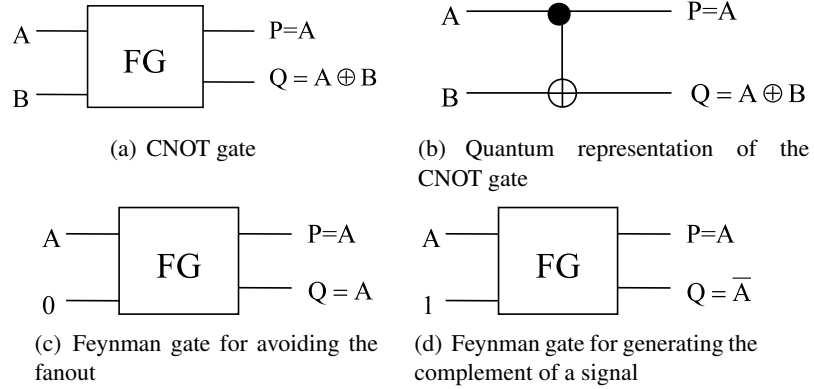 A
FG
P=A
Q = A ⊕ B
B
(a) CNOT gate
A
P=A
B
Q = A ⊕ B
(b) Quantum representation of the
CNOT gate
A
FG
P=A
0
Q = A
(c) Feynman gate for avoiding the
fanout
A
FG
P=A
1
Q = A̅
(d) Feynman gate for generating the
complement of a signal